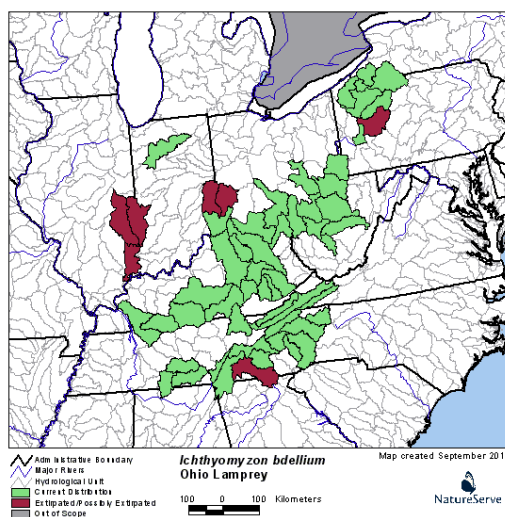 Administrative Boundary
Major Rivers
Hydrological Unit
Current Distribution
Extirpated/Possibly Extirpated
Out of Scope
Ichthyomyzon bdellium
Ohio Lamprey
100 0 100 Kilometers
Map created September 201
NatureServe